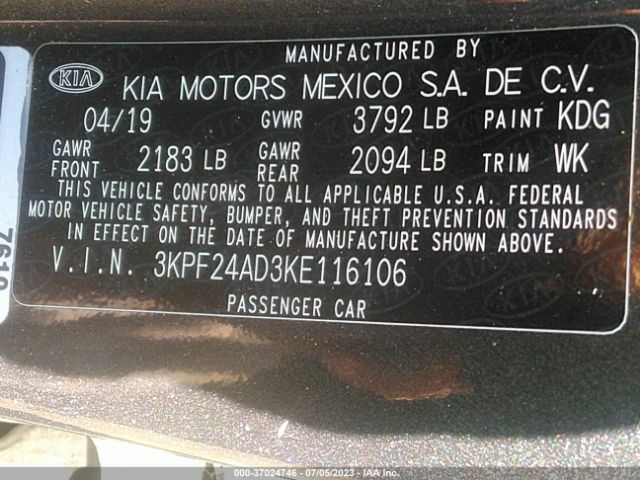 MANUFACTURED BY
KIA KIA MOTORS MEXICO S.A. DE C.V.
04/19 GVWR 3792 LB PAINT KDG
GAWR FRONT 2183 LB GAWR REAR 2094 LB TRIM WK
THIS VEHICLE CONFORMS TO ALL APPLICABLE U.S.A. FEDERAL
MOTOR VEHICLE SAFETY, BUMPER, AND THEFT PREVENTION STANDARDS
IN EFFECT ON THE DATE OF MANUFACTURE SHOWN ABOVE.
V.I.N. 3KPF24AD3KE116106
PASSENGER CAR
000-37024746 - 07/05/2023 - IAA Inc.